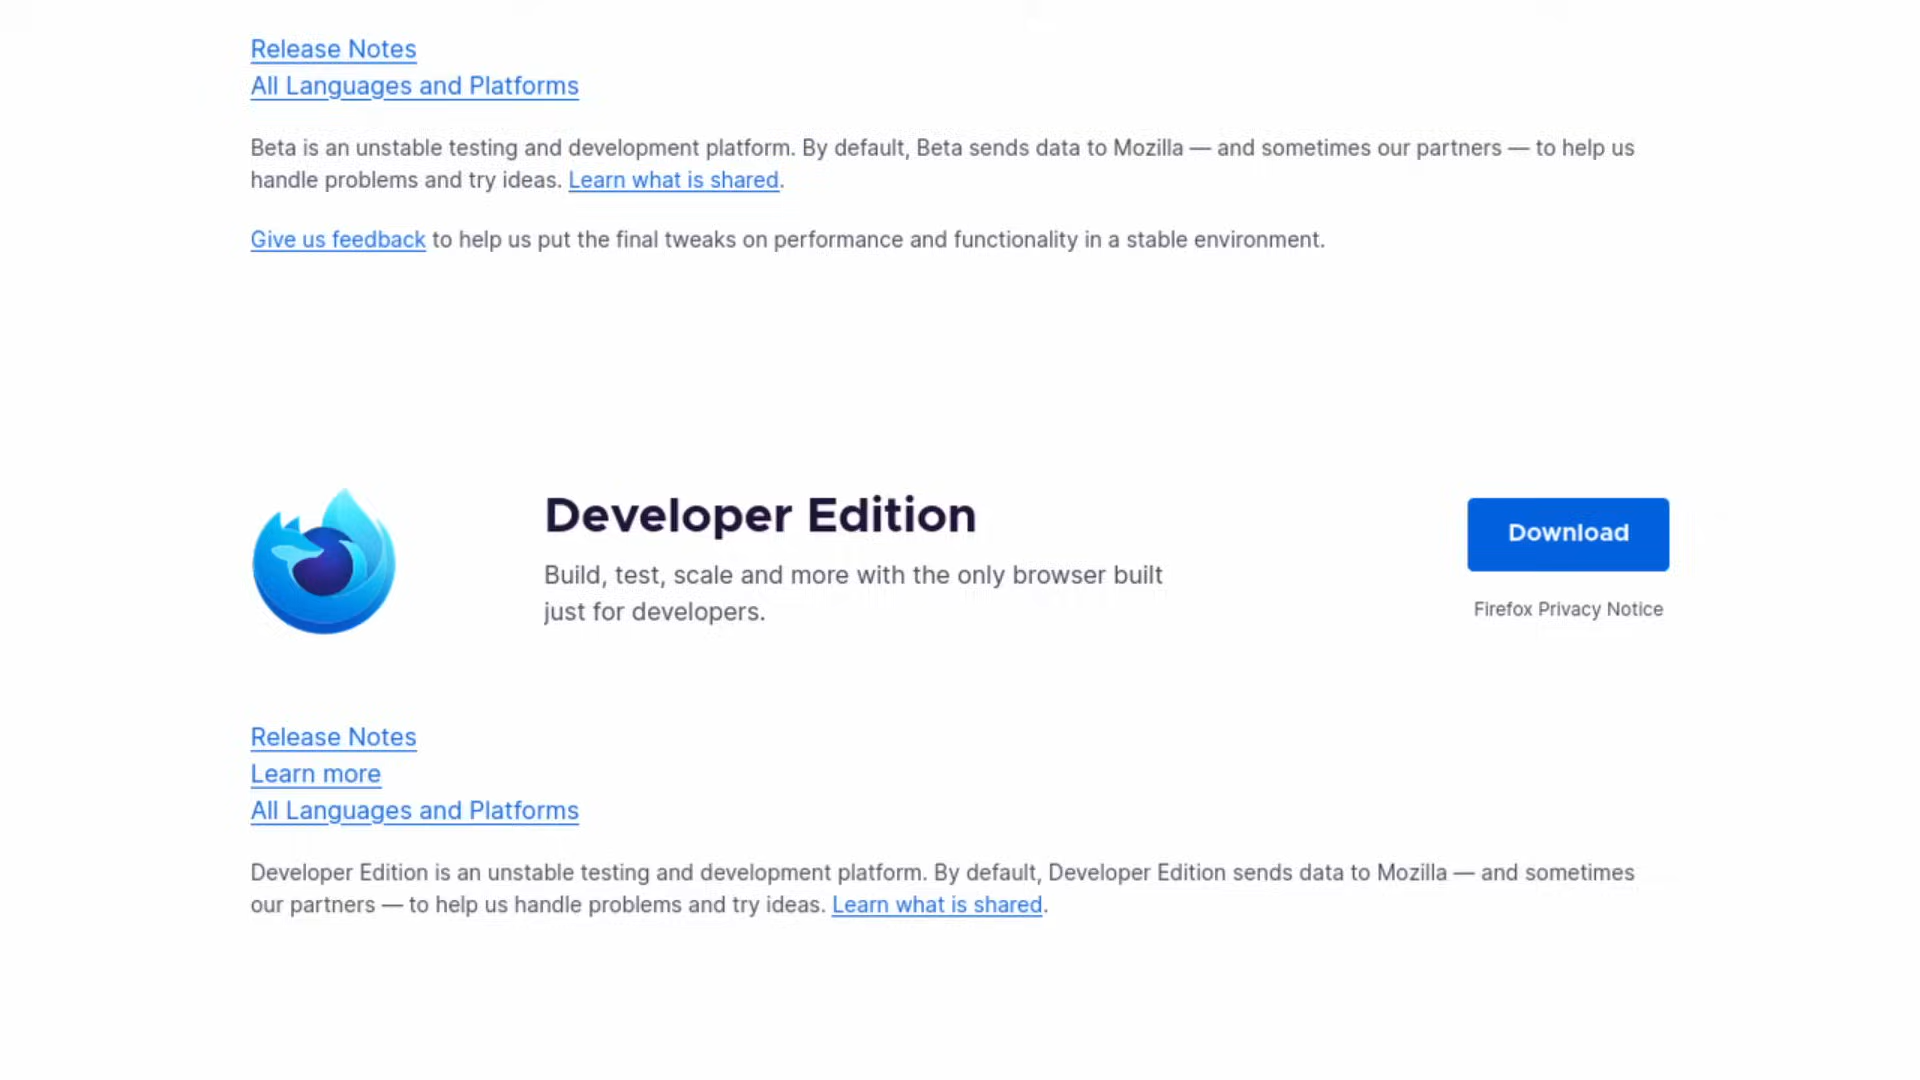 Release Notes
All Languages and Platforms
Beta is an unstable testing and development platform. By default, Beta sends data to Mozilla — and sometimes our partners — to help us
handle problems and try ideas. Learn what is shared.
Give us feedback to help us put the final tweaks on performance and functionality in a stable environment.
Developer Edition
Build, test, scale and more with the only browser built
just for developers.
Download
Firefox Privacy Notice
Release Notes
Learn more
All Languages and Platforms
Developer Edition is an unstable testing and development platform. By default, Developer Edition sends data to Mozilla — and sometimes
our partners — to help us handle problems and try ideas. Learn what is shared.